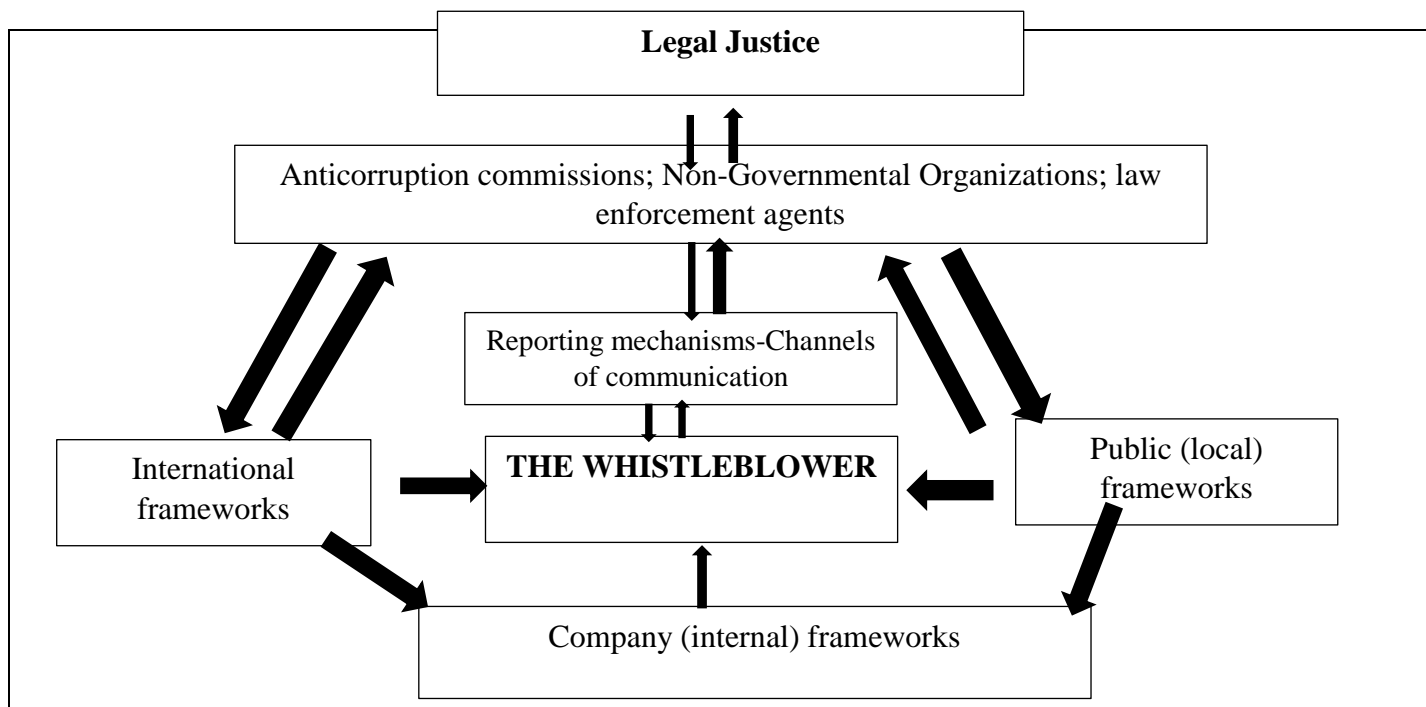 Legal Justice
Anticorruption commissions; Non-Governmental Organizations; law
enforcement agents
Reporting mechanisms-Channels
of communication
International
frameworks
THE WHISTLEBLOWER
Public (local)
frameworks
Company (internal) frameworks